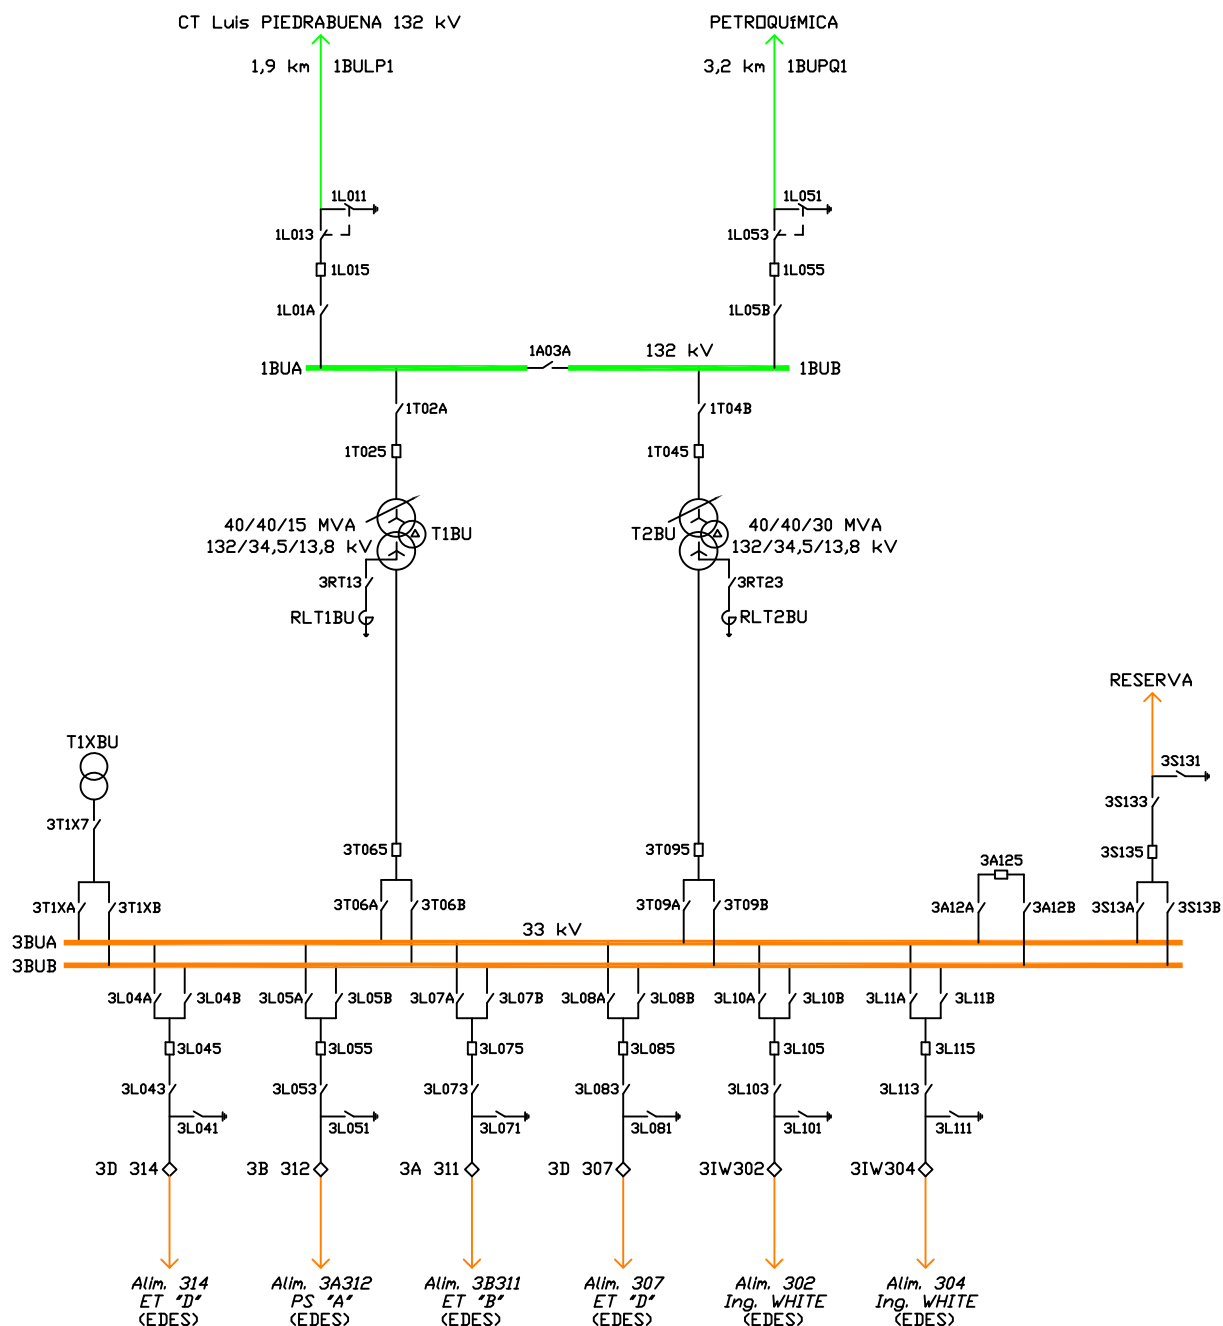 CT Luis PIEDRABUENA 132 kV
PETROQUíMICA
1,9 km 1BULP1
3,2 km 1BUPQ1
1L011
1L051
1L013
1L053
1L015
1L055
1L01A
1L05B
1A03A
132 kV
1BUA
1BUB
1T02A
1T04B
1T025
1T045
40/40/15 MVA
132/34,5/13,8 kV
T1BU
T2BU
40/40/30 MVA
132/34,5/13,8 kV
3RT13
3RT23
RLT1BU
RLT2BU
RESERVA
T1XBU
3S131
3S133
3T1X7
3T065
3T095
3A125
3S135
3T1XA
3T1XB
3T06A
3T06B
3T09A
3T09B
3A12A
3A12B
3S13A
3S13B
33 kV
3BUA
3BUB
3L04A
3L04B
3L05A
3L05B
3L07A
3L07B
3L08A
3L08B
3L10A
3L10B
3L11A
3L11B
3L045
3L055
3L075
3L085
3L105
3L115
3L043
3L053
3L073
3L083
3L103
3L113
3L041
3L051
3L071
3L081
3L101
3L111
3D 314
3B 312
3A 311
3D 307
3IW302
3IW304
Alim. 314
ET "D"
(EDES)
Alim. 3A312
PS "A"
(EDES)
Alim. 3B311
ET "B"
(EDES)
Alim. 307
ET "D"
(EDES)
Alim. 302
Ing. WHITE
(EDES)
Alim. 304
Ing. WHITE
(EDES)